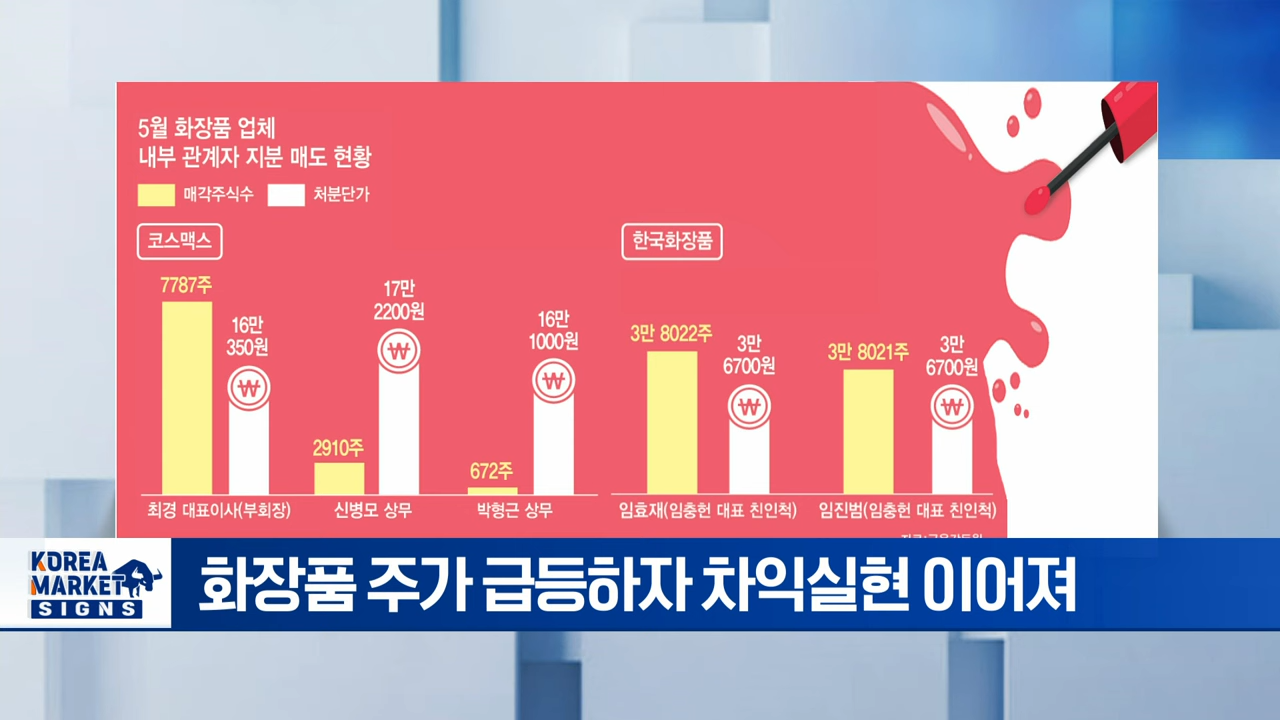 5월 화장품 업체
내부 관계자 지분 매도 현황
매각주식수 처분단가
코스맥스
7787주
16만
350원
2910주
17만
2200원
672주
16만
1000원
최경 대표이사(부회장) 신병모 상무 박형근 상무
한국화장품
3만 8022주
3만
6700원
3만 8021주
3만
6700원
임효재(임충헌 대표 친인척) 임진범(임충헌 대표 친인척)
KOREA
MARKET
SIGNS
화장품 주가 급등하자 차익실현 이어져